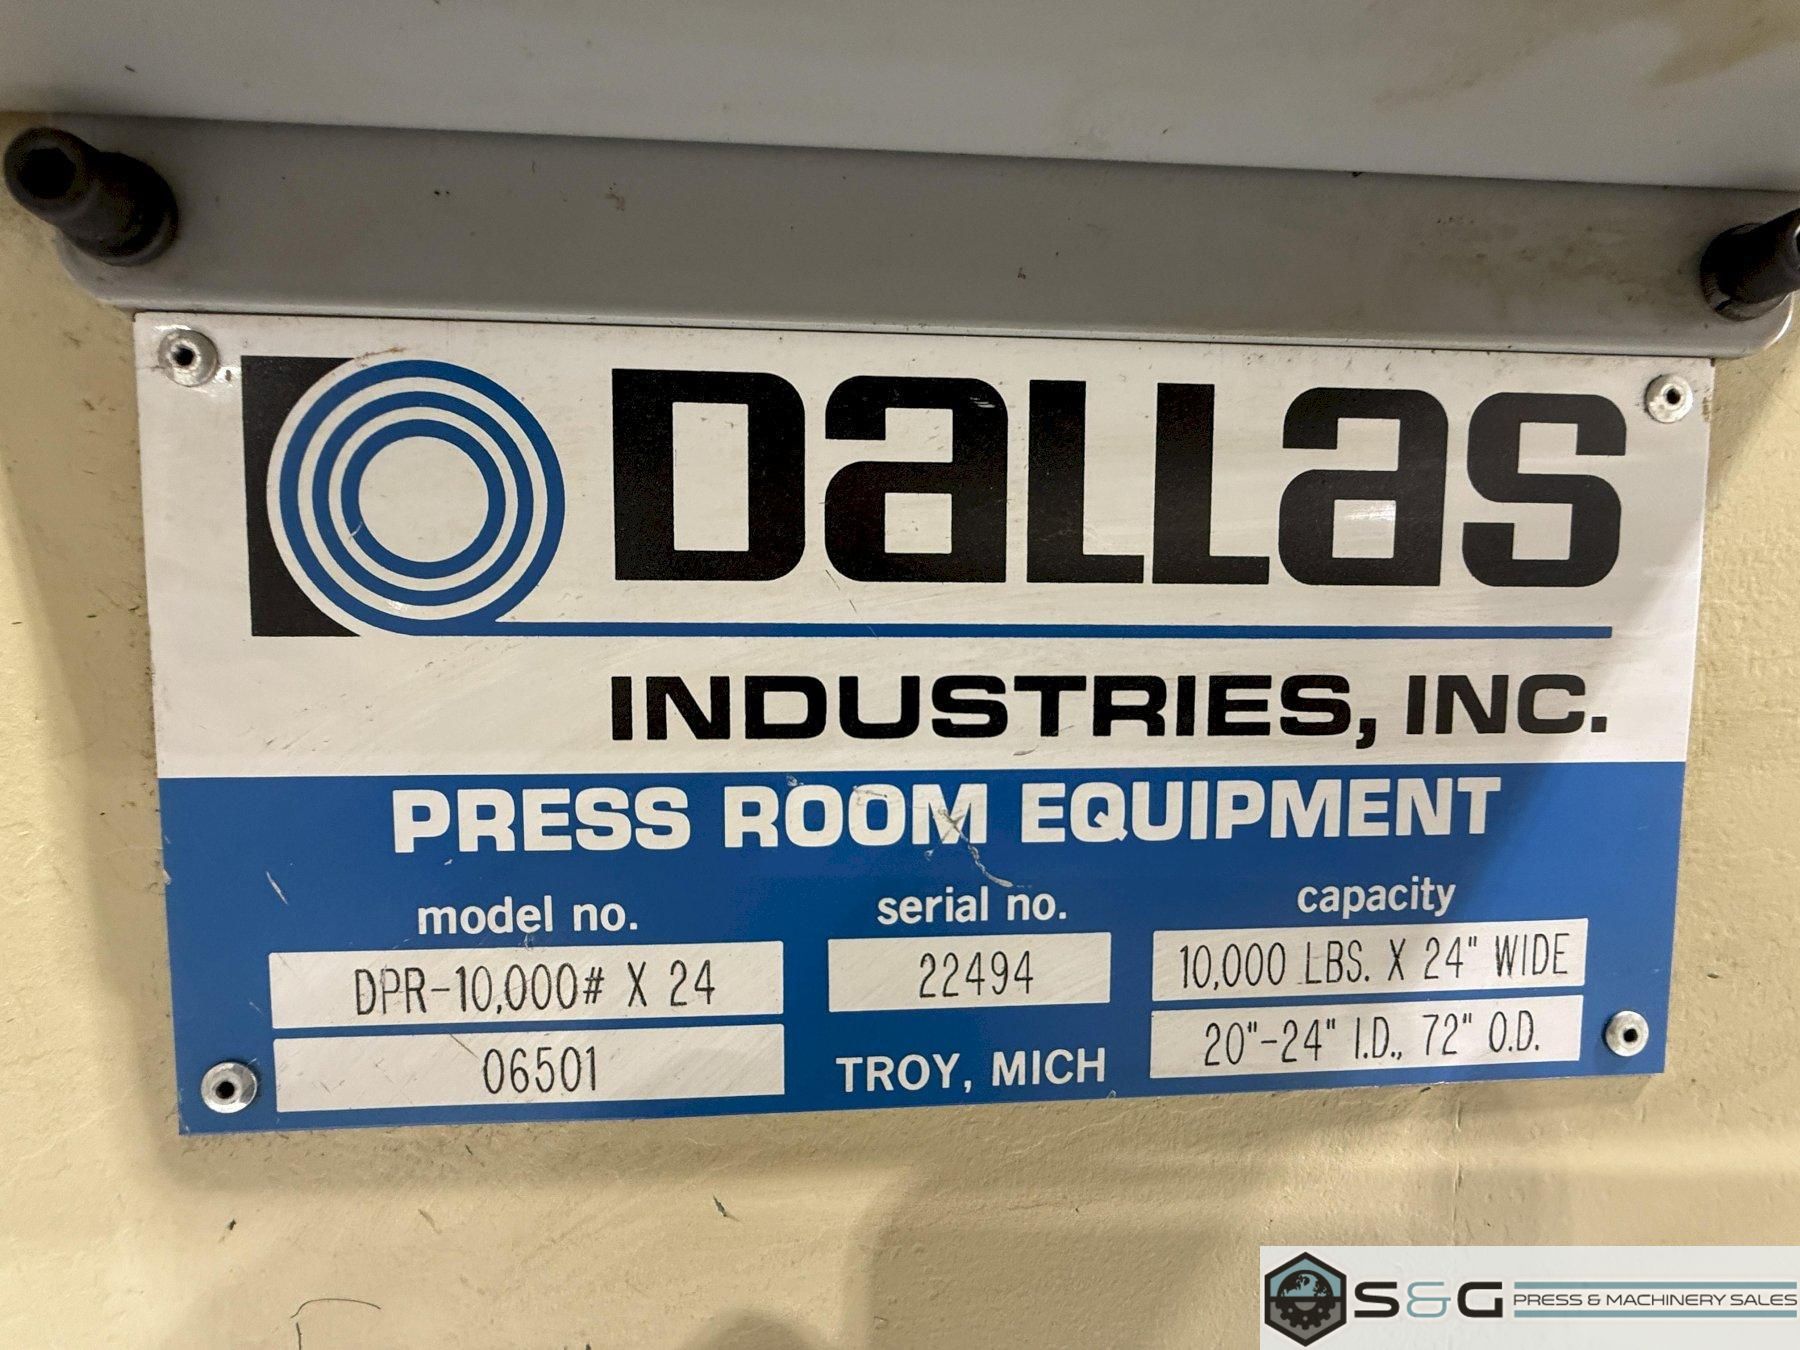 Dallas
INDUSTRIES, INC.
PRESS ROOM EQUIPMENT
model no. serial no. capacity
DPR-10,000# X 24 22494 10,000 LBS. X 24" WIDE
06501 TROY, MICH 20"-24" I.D., 72" O.D.
S&G PRESS & MACHINERY SALES